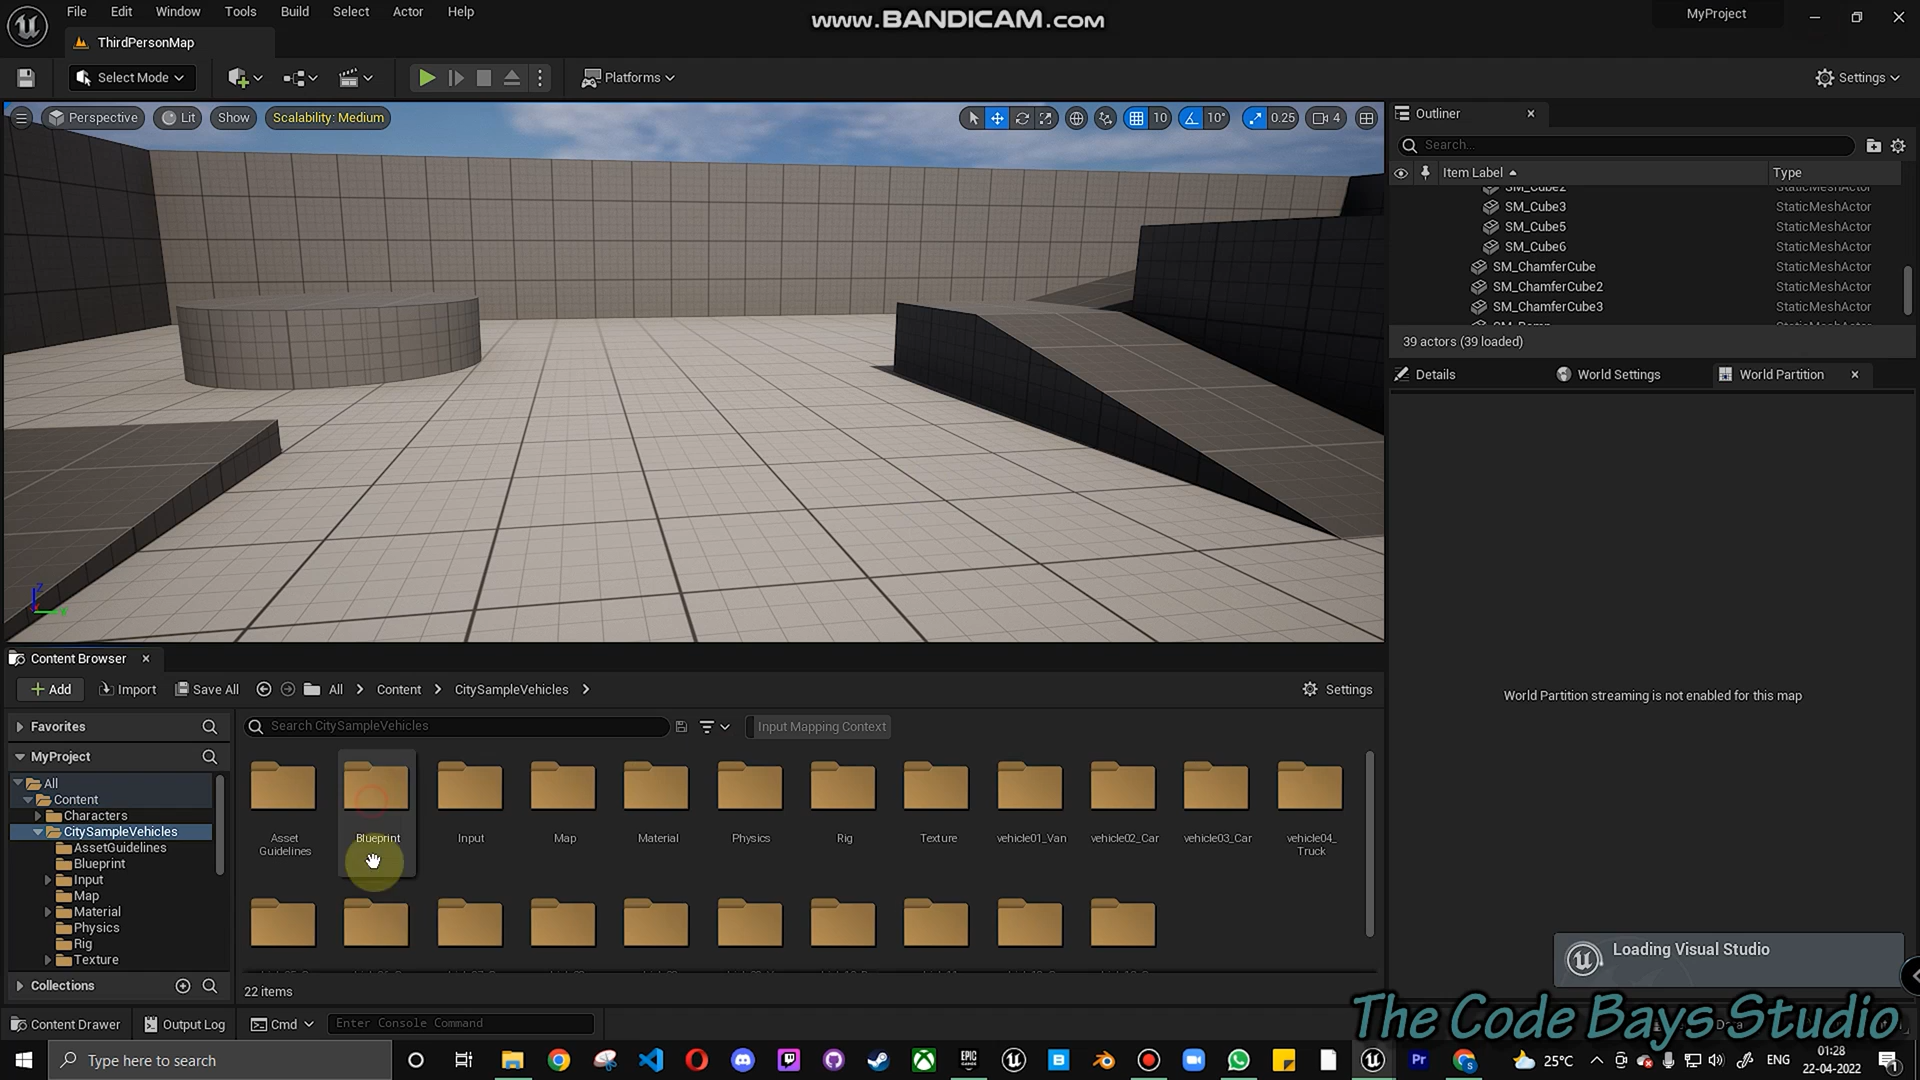 File Edit Window Tools Build Select Actor Help
www.BANDICAM.com
MyProject
ThirdPersonMap
Select Mode
Platforms
Settings
Perspective Lit Show Scalability: Medium
10 10° 0.25 4
Outliner
Search...
Item Label Type
SM_Cube2 StaticMeshActor
SM_Cube3 StaticMeshActor
SM_Cube5 StaticMeshActor
SM_Cube6 StaticMeshActor
SM_ChamferCube StaticMeshActor
SM_ChamferCube2 StaticMeshActor
SM_ChamferCube3 StaticMeshActor
39 actors (39 loaded)
Details World Settings World Partition
World Partition streaming is not enabled for this map
Content Browser
Add Import Save All All Content CitySampleVehicles
Settings
Favorites
Search CitySampleVehicles
Input Mapping Context
MyProject
All
Content
Characters
CitySampleVehicles
AssetGuidelines
Blueprint
Input
Map
Material
Physics
Rig
Texture
Collections
Asset Guidelines
Blueprint
Input
Map
Material
Physics
Rig
Texture
vehicle01_Van
vehicle02_Car
vehicle03_Car
vehicle04_
Truck
22 items
Loading Visual Studio
Content Drawer Output Log Cmd Enter Console Command
The Code Bays Studio
Type here to search
25°C
ENG
01:28
22-04-2022